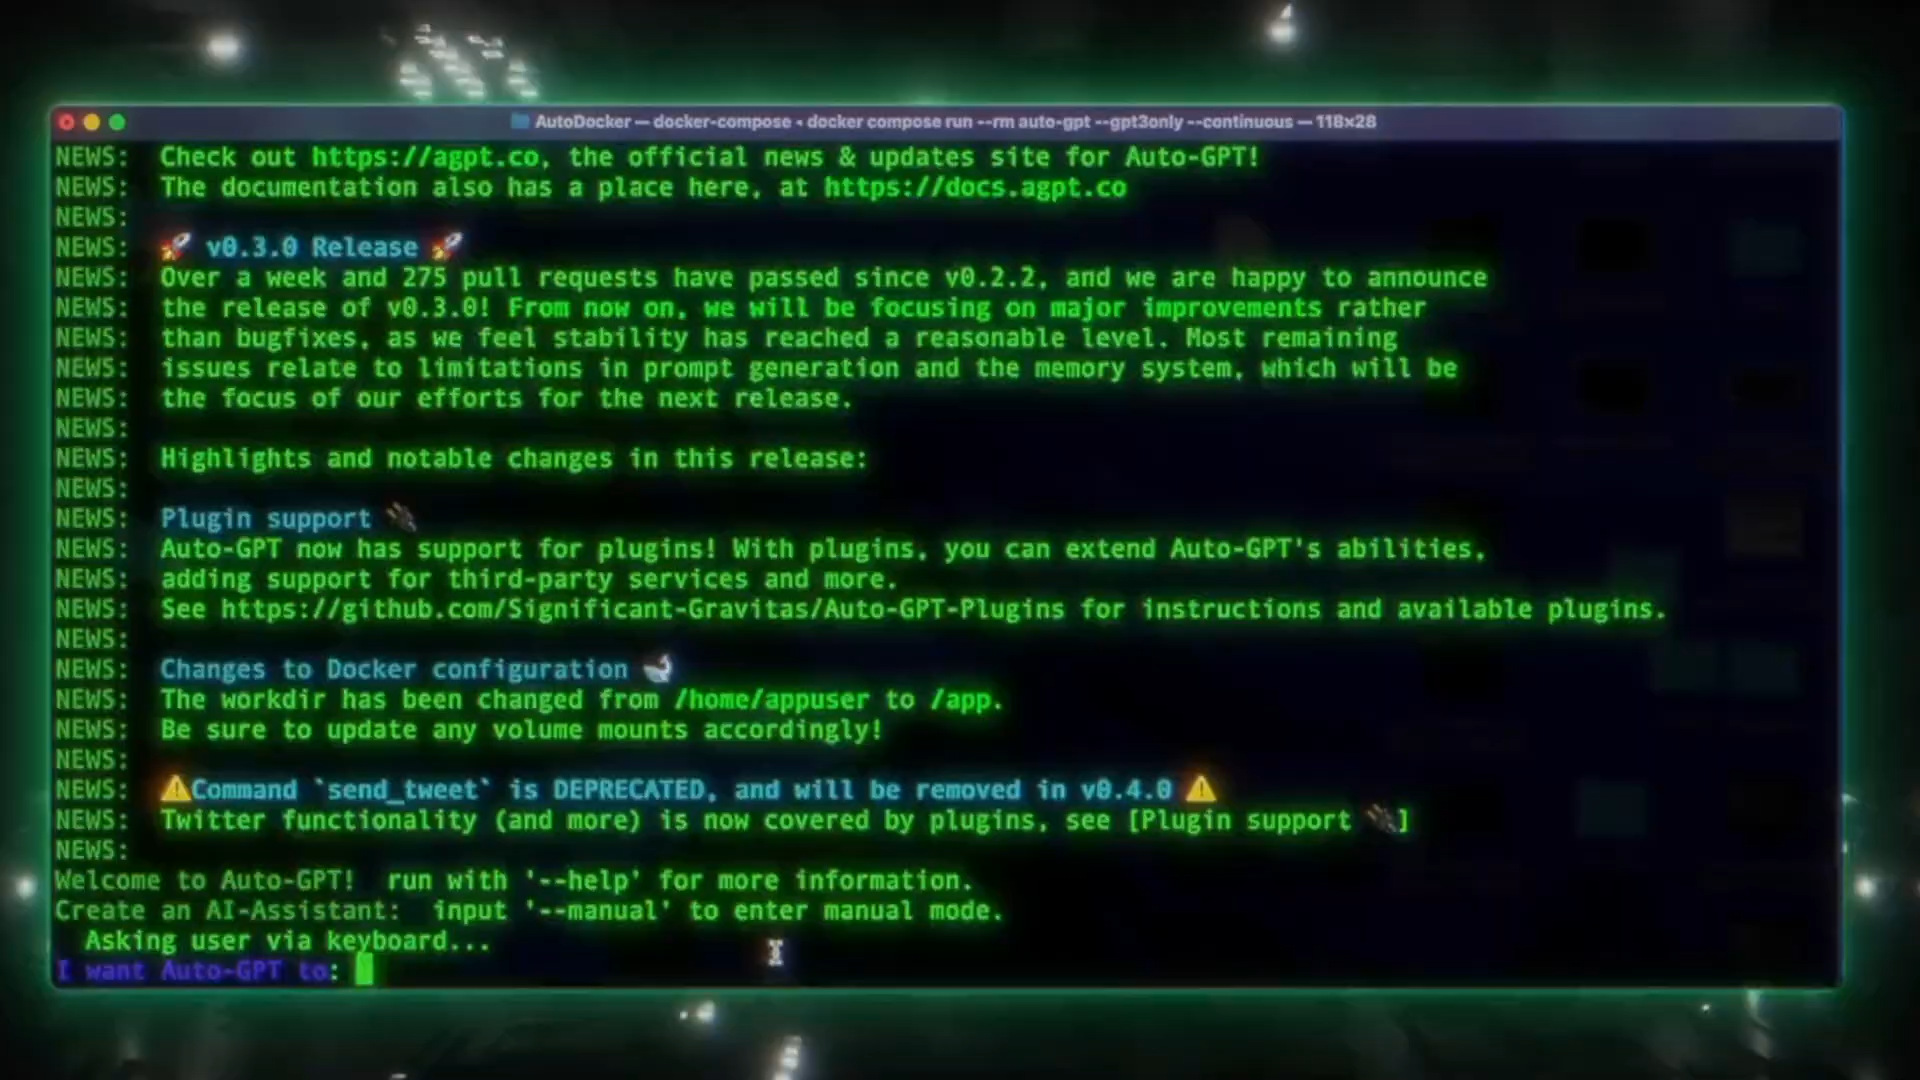 AutoDocker — docker-compose • docker compose run --rm auto-gpt --gpt3only --continuous — 118×28
NEWS: Check out https://agpt.co, the official news & updates site for Auto-GPT!
NEWS: The documentation also has a place here, at https://docs.agpt.co
NEWS:
NEWS: 🚀 v0.3.0 Release 🚀
NEWS: Over a week and 275 pull requests have passed since v0.2.2, and we are happy to announce
NEWS: the release of v0.3.0! From now on, we will be focusing on major improvements rather
NEWS: than bugfixes, as we feel stability has reached a reasonable level. Most remaining
NEWS: issues relate to limitations in prompt generation and the memory system, which will be
NEWS: the focus of our efforts for the next release.
NEWS:
NEWS: Highlights and notable changes in this release:
NEWS:
NEWS: Plugin support 🔌
NEWS: Auto-GPT now has support for plugins! With plugins, you can extend Auto-GPT's abilities,
NEWS: adding support for third-party services and more.
NEWS: See https://github.com/Significant-Gravitas/Auto-GPT-Plugins for instructions and available plugins.
NEWS:
NEWS: Changes to Docker configuration 🐋
NEWS: The workdir has been changed from /home/appuser to /app.
NEWS: Be sure to update any volume mounts accordingly!
NEWS:
NEWS: ⚠️Command `send_tweet` is DEPRECATED, and will be removed in v0.4.0 ⚠️
NEWS: Twitter functionality (and more) is now covered by plugins, see [Plugin support 🔌]
NEWS:
Welcome to Auto-GPT! run with '--help' for more information.
Create an AI-Assistant: input '--manual' to enter manual mode.
Asking user via keyboard...
I want Auto-GPT to: